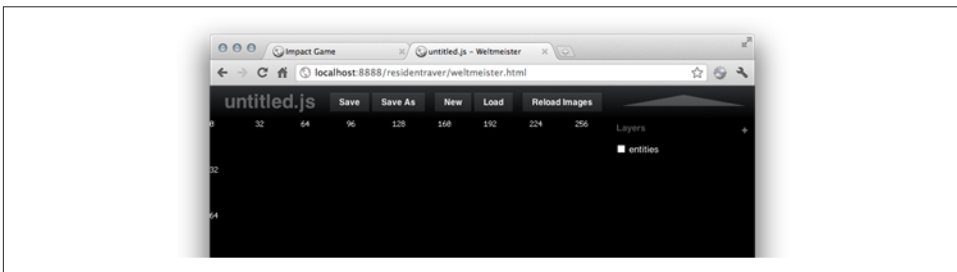 Impact Game untitled.js – Weltmeister
localhost:8888/residentraver/weltmeister.html
untitled.js Save Save As New Load Reload Images
0 32 64 96 128 160 192 224 256
Layers +
entities
32
64